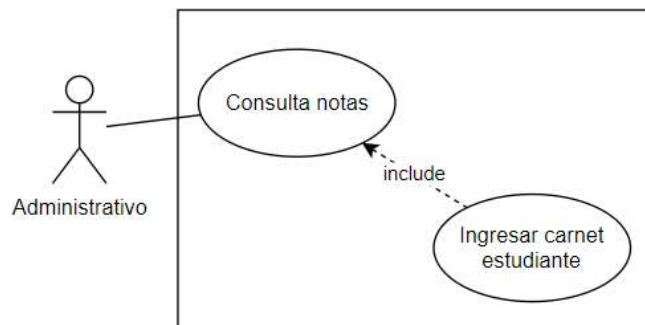 Consulta notas
Administrativo
include
Ingresar carnet
estudiante